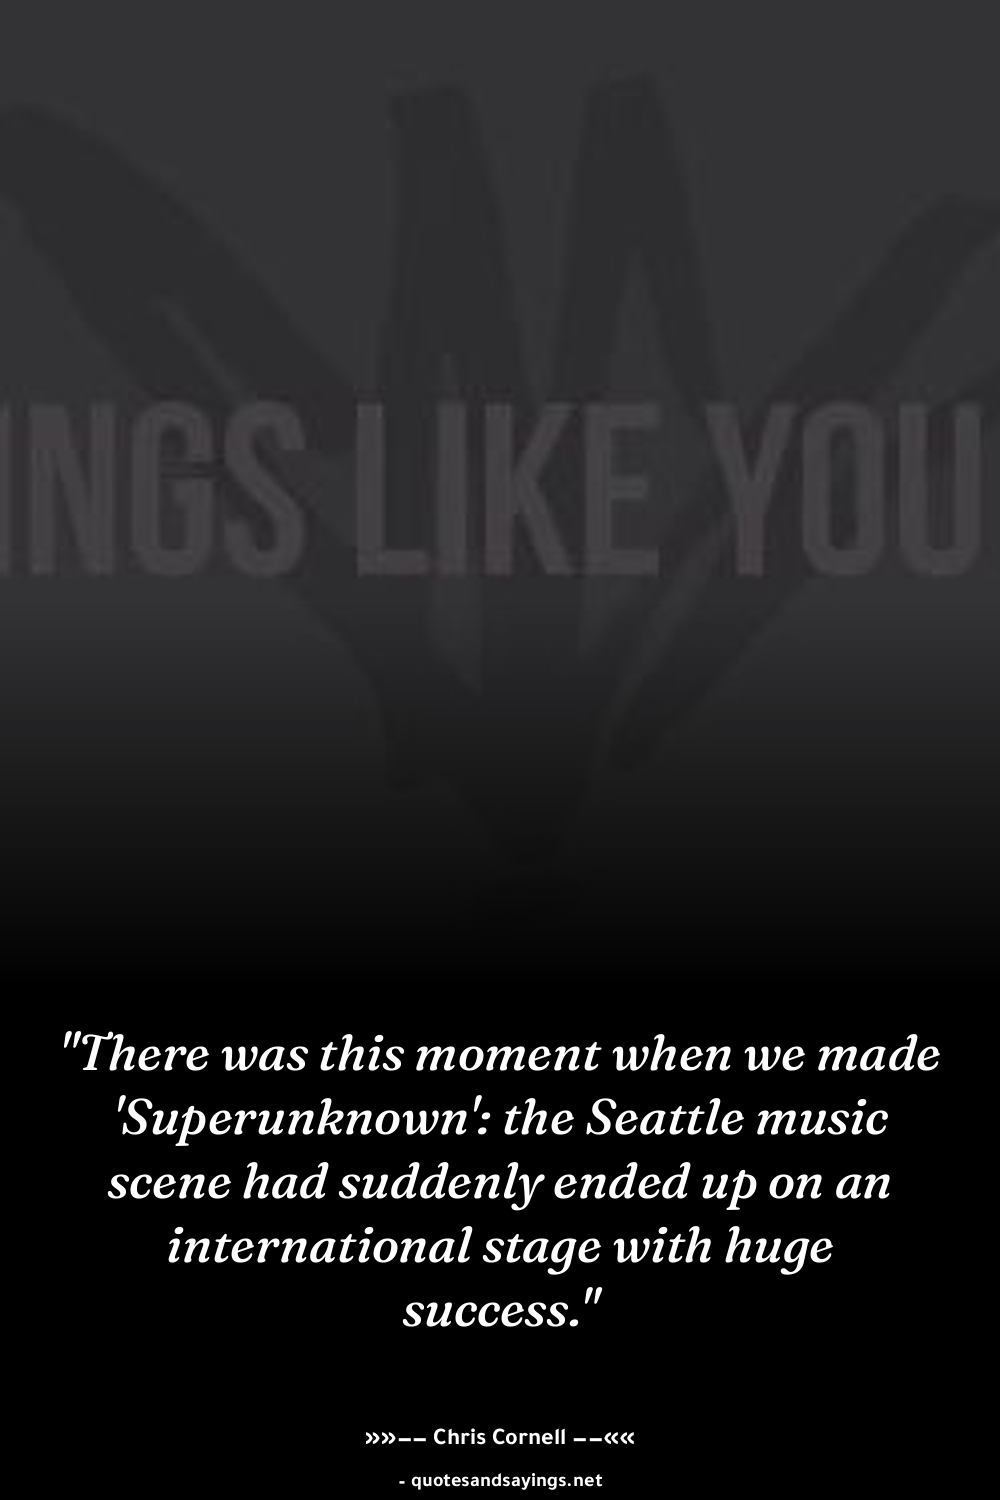 INGS LIKE YOU
"There was this moment when we made
'Superunknown': the Seattle music
scene had suddenly ended up on an
international stage with huge
success."
»»−− Chris Cornell −−««
- quotesandsayings.net